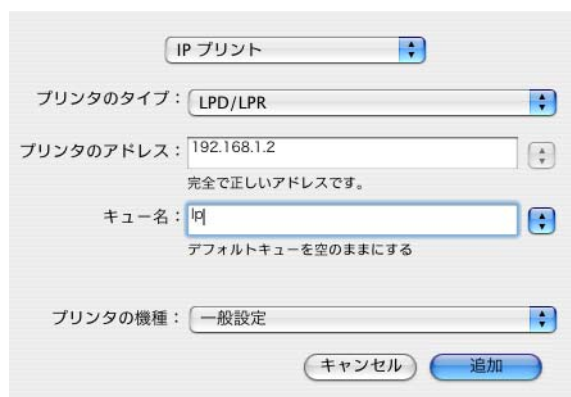 IP プリント
プリンタのタイプ： LPD/LPR
プリンタのアドレス： 192.168.1.2
完全で正しいアドレスです。
キュー名： lp
デフォルトキューを空のままにする
プリンタの機種： 一般設定
キャンセル 追加